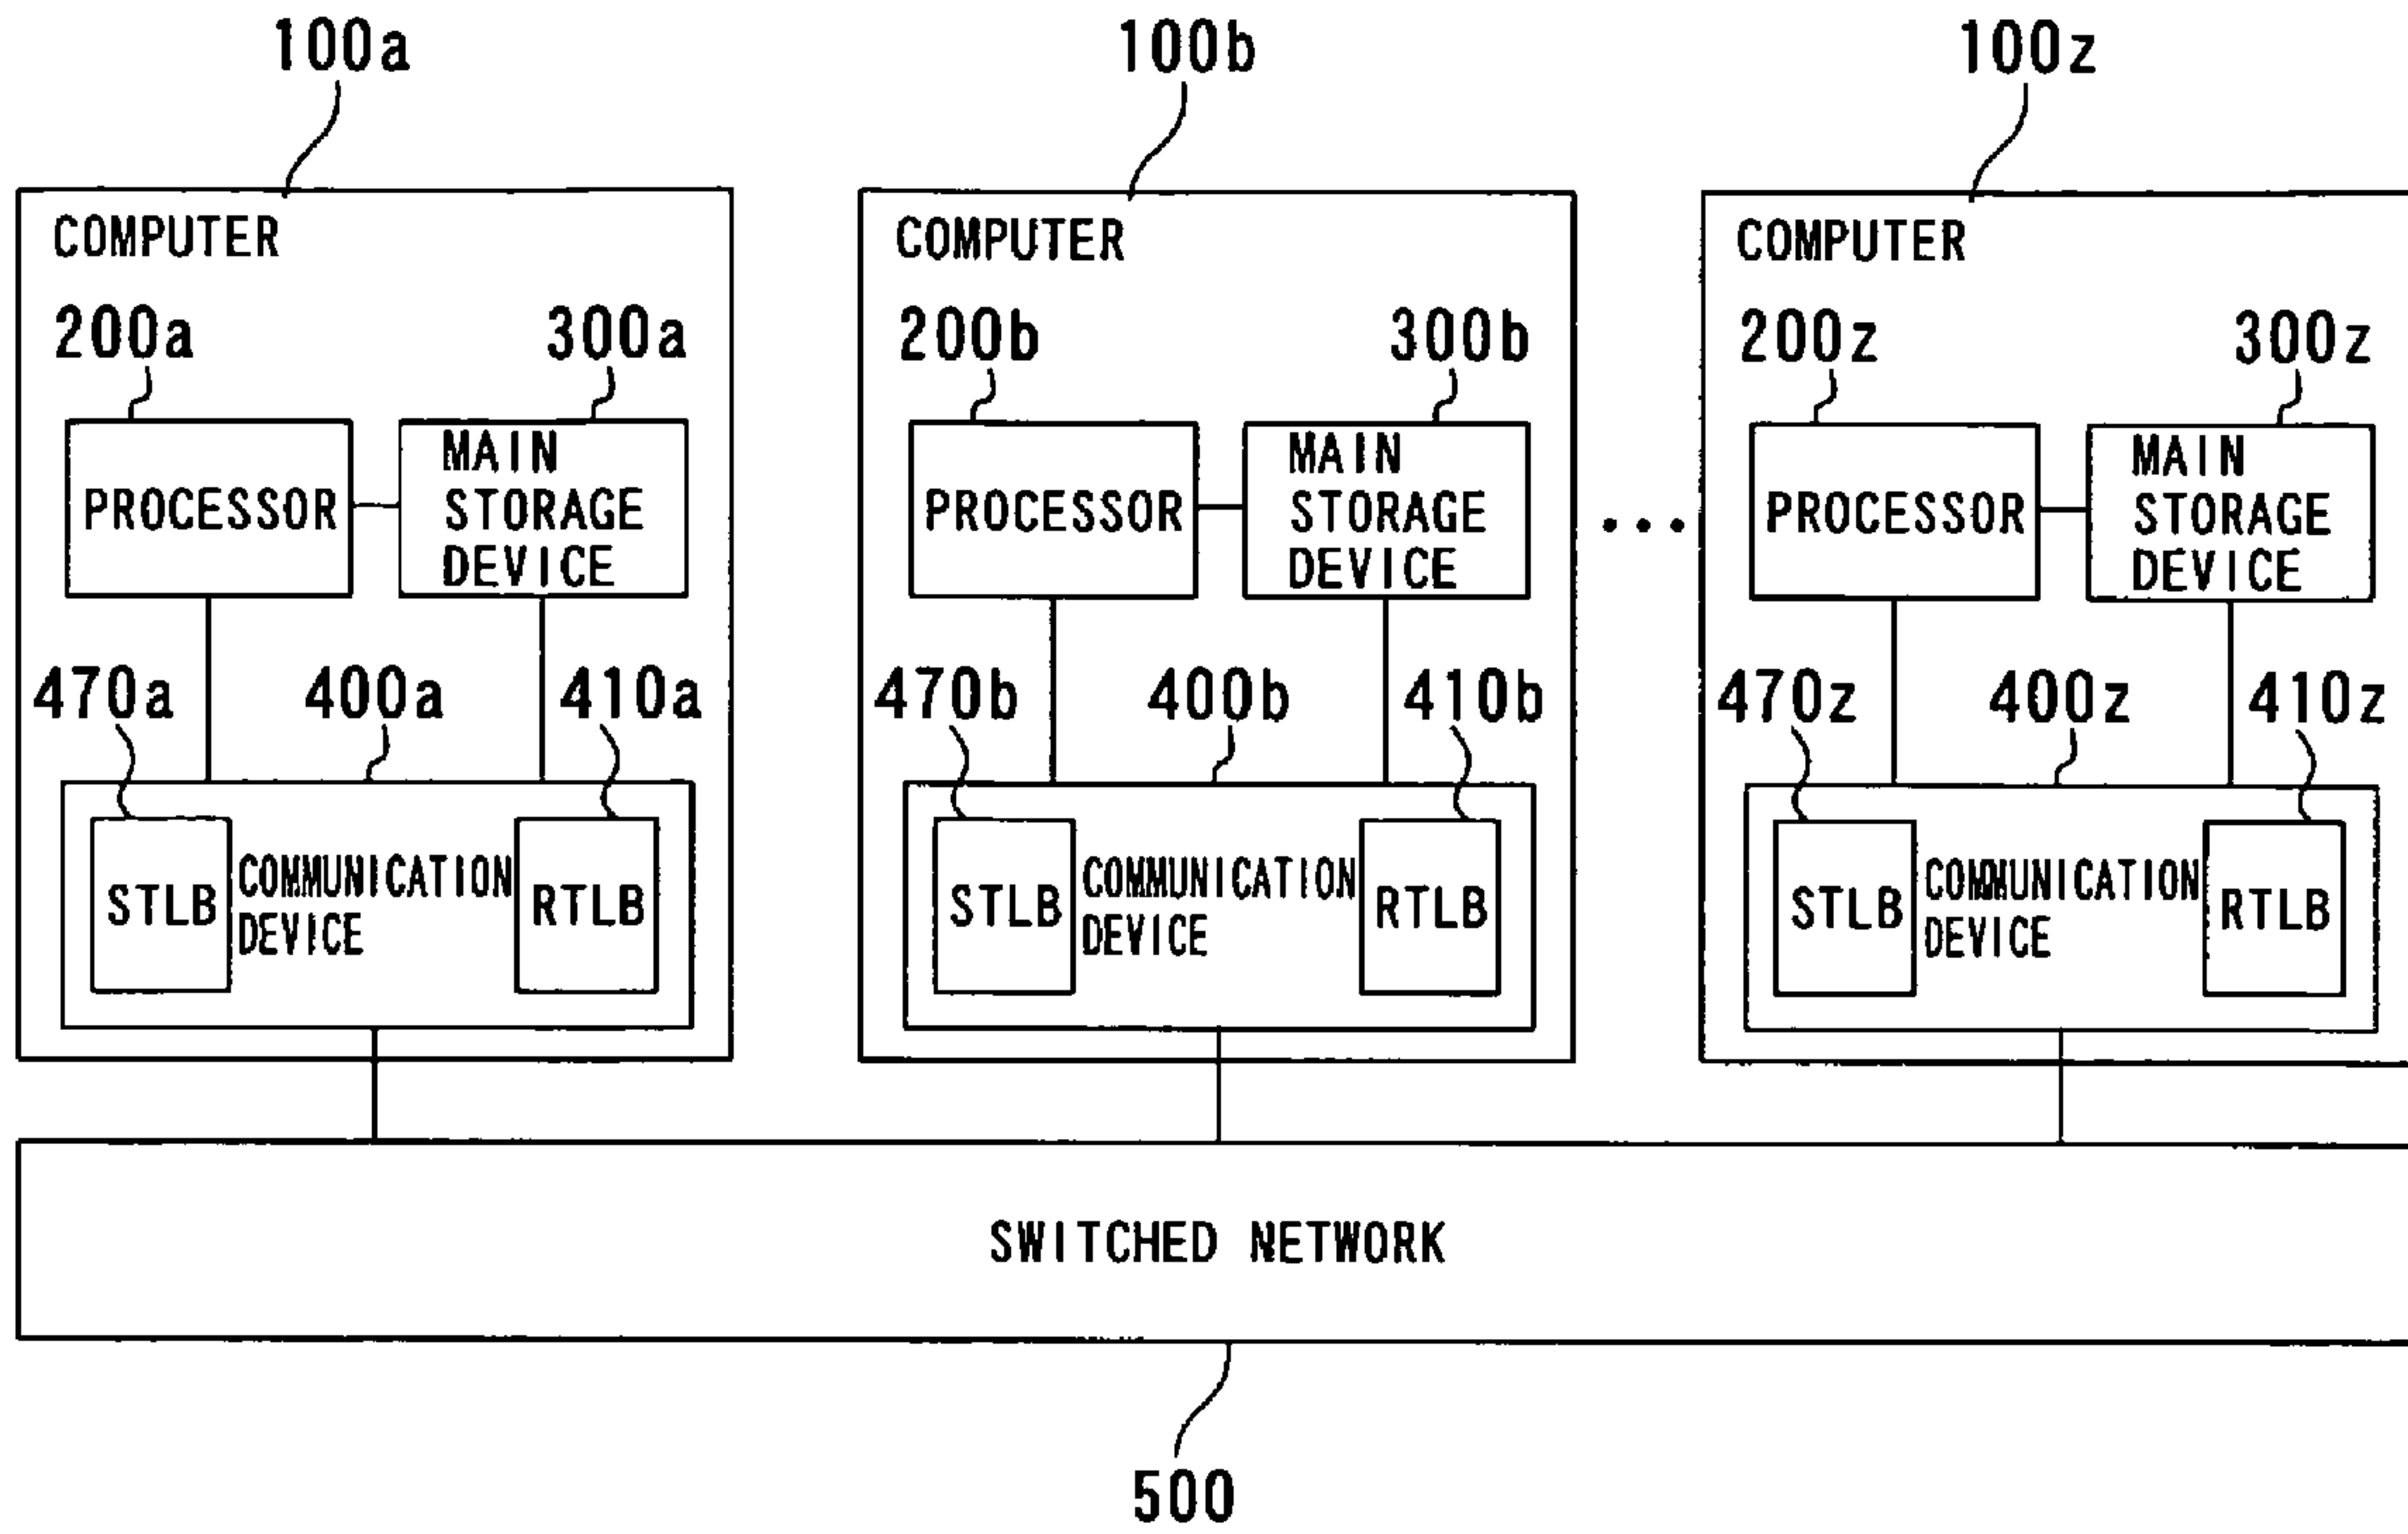 100a
100b
100z
COMPUTER
COMPUTER
COMPUTER
200a
300a
200b
300b
200z
300z
PROCESSOR
MAIN
STORAGE
DEVICE
PROCESSOR
MAIN
STORAGE
DEVICE
...
PROCESSOR
MAIN
STORAGE
DEVICE
470a
400a
410a
470b
400b
410b
470z
400z
410z
STLB
COMMUNICATION
DEVICE
RTLB
STLB
COMMUNICATION
DEVICE
RTLB
STLB
COMMUNICATION
DEVICE
RTLB
SWITCHED NETWORK
500